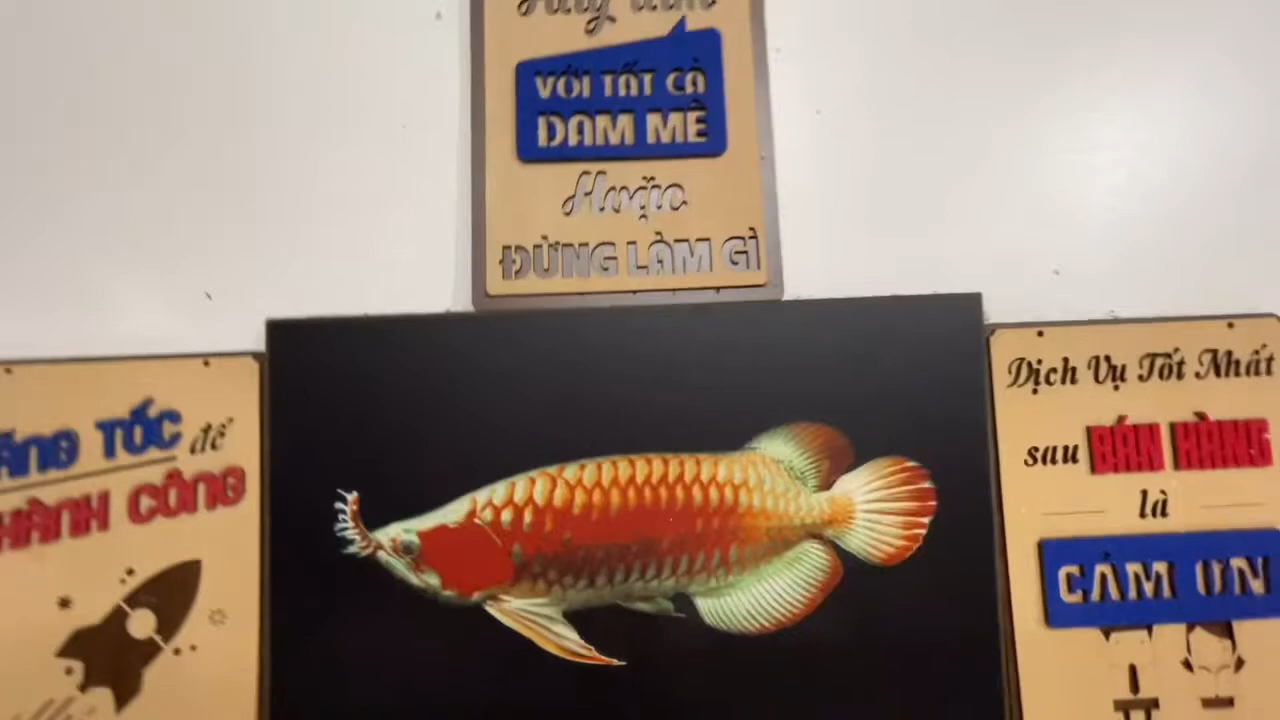 VỚI TẤT CẢ
ĐAM MÊ
Hoặc
ĐỪNG LÀM GÌ
TỐC để
CÔNG
Dịch Vụ Tốt Nhất
sau BÁN HÀNG
là
CẢM ƠN